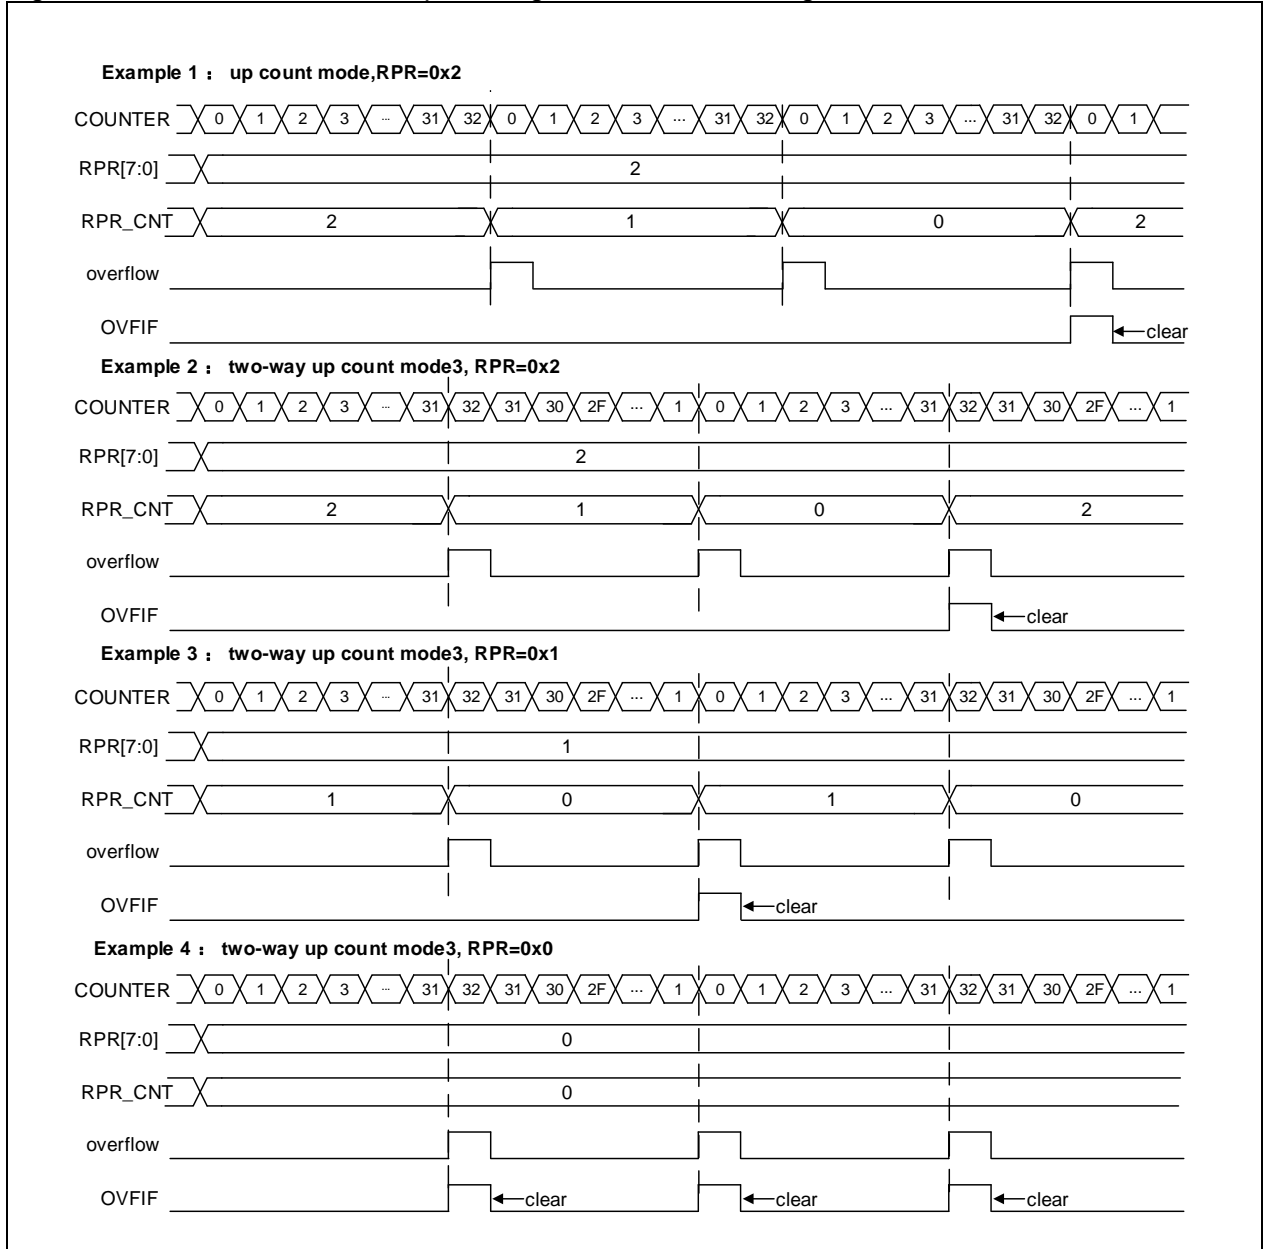 Example 1： up count mode,RPR=0x2
COUNTER 0 1 2 3 ... 31 32 0 1 2 3 ... 31 32 0 1 2 3 ... 31 32 0 1
RPR[7:0] 2
RPR_CNT 2 1 0 2
overflow
OVFIF clear
Example 2： two-way up count mode3, RPR=0x2
COUNTER 0 1 2 3 ... 31 32 31 30 2F ... 1 0 1 2 3 ... 31 32 31 30 2F ... 1
RPR[7:0] 2
RPR_CNT 2 1 0 2
overflow
OVFIF clear
Example 3： two-way up count mode3, RPR=0x1
COUNTER 0 1 2 3 ... 31 32 31 30 2F ... 1 0 1 2 3 ... 31 32 31 30 2F ... 1
RPR[7:0] 1
RPR_CNT 1 0 1 0
overflow
OVFIF clear
Example 4： two-way up count mode3, RPR=0x0
COUNTER 0 1 2 3 ... 31 32 31 30 2F ... 1 0 1 2 3 ... 31 32 31 30 2F ... 1
RPR[7:0] 0
RPR_CNT 0
overflow
OVFIF clear clear clear